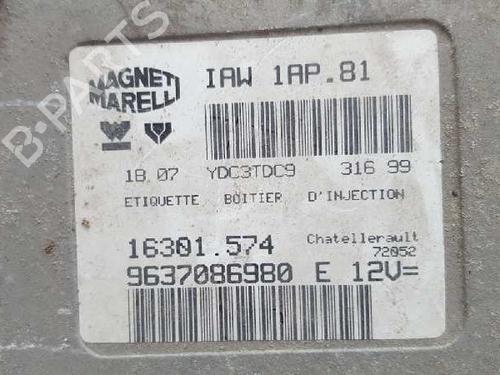 B-PARTS
MAGNETI
MARELLI
IAW 1AP.81
18.07 YDC3TDC9 316 99
ETIQUETTE BOITIER D'INJECTION
16301.574 Chatellerault
72052
9637086980 E 12V=